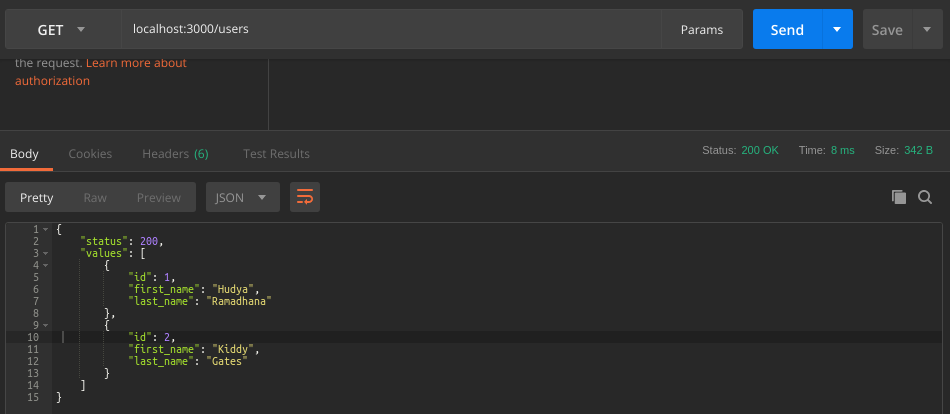 GET localhost:3000/users Params Send Save
the request. Learn more about
authorization
Body Cookies Headers (6) Test Results Status: 200 OK Time: 8 ms Size: 342 B
Pretty Raw Preview JSON
1 {
2 "status": 200,
3 "values": [
4 {
5 "id": 1,
6 "first_name": "Hudya",
7 "last_name": "Ramadhana"
8 },
9 {
10 "id": 2,
11 "first_name": "Kiddy",
12 "last_name": "Gates"
13 }
14 ]
15 }